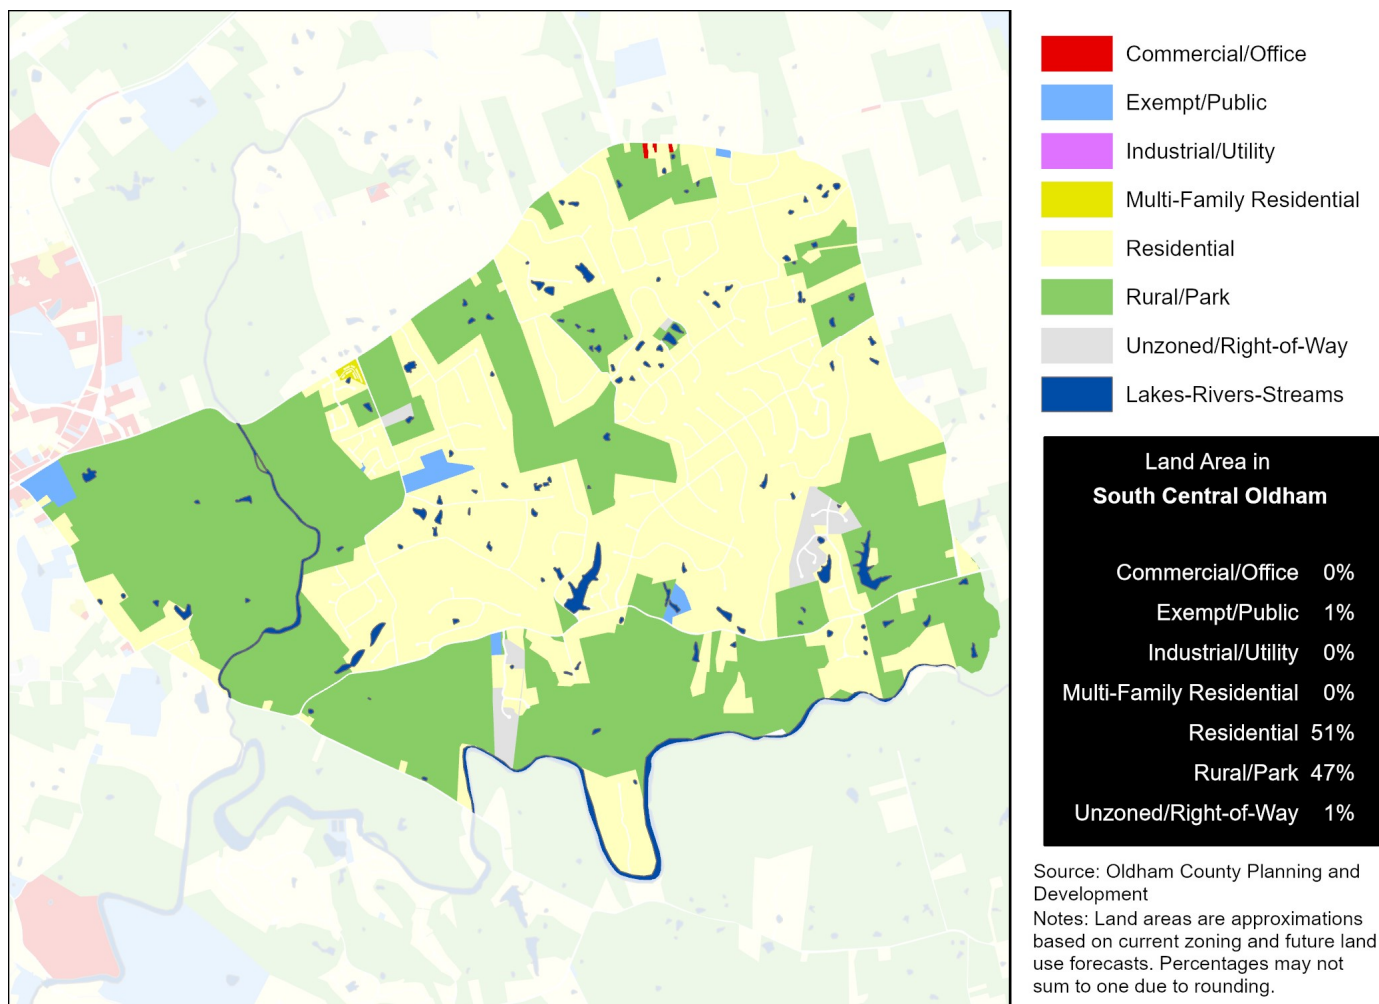 Commercial/Office
Exempt/Public
Industrial/Utility
Multi-Family Residential
Residential
Rural/Park
Unzoned/Right-of-Way
Lakes-Rivers-Streams
Land Area in
South Central Oldham
Commercial/Office 0%
Exempt/Public 1%
Industrial/Utility 0%
Multi-Family Residential 0%
Residential 51%
Rural/Park 47%
Unzoned/Right-of-Way 1%
Source: Oldham County Planning and
Development
Notes: Land areas are approximations
based on current zoning and future land
use forecasts. Percentages may not
sum to one due to rounding.